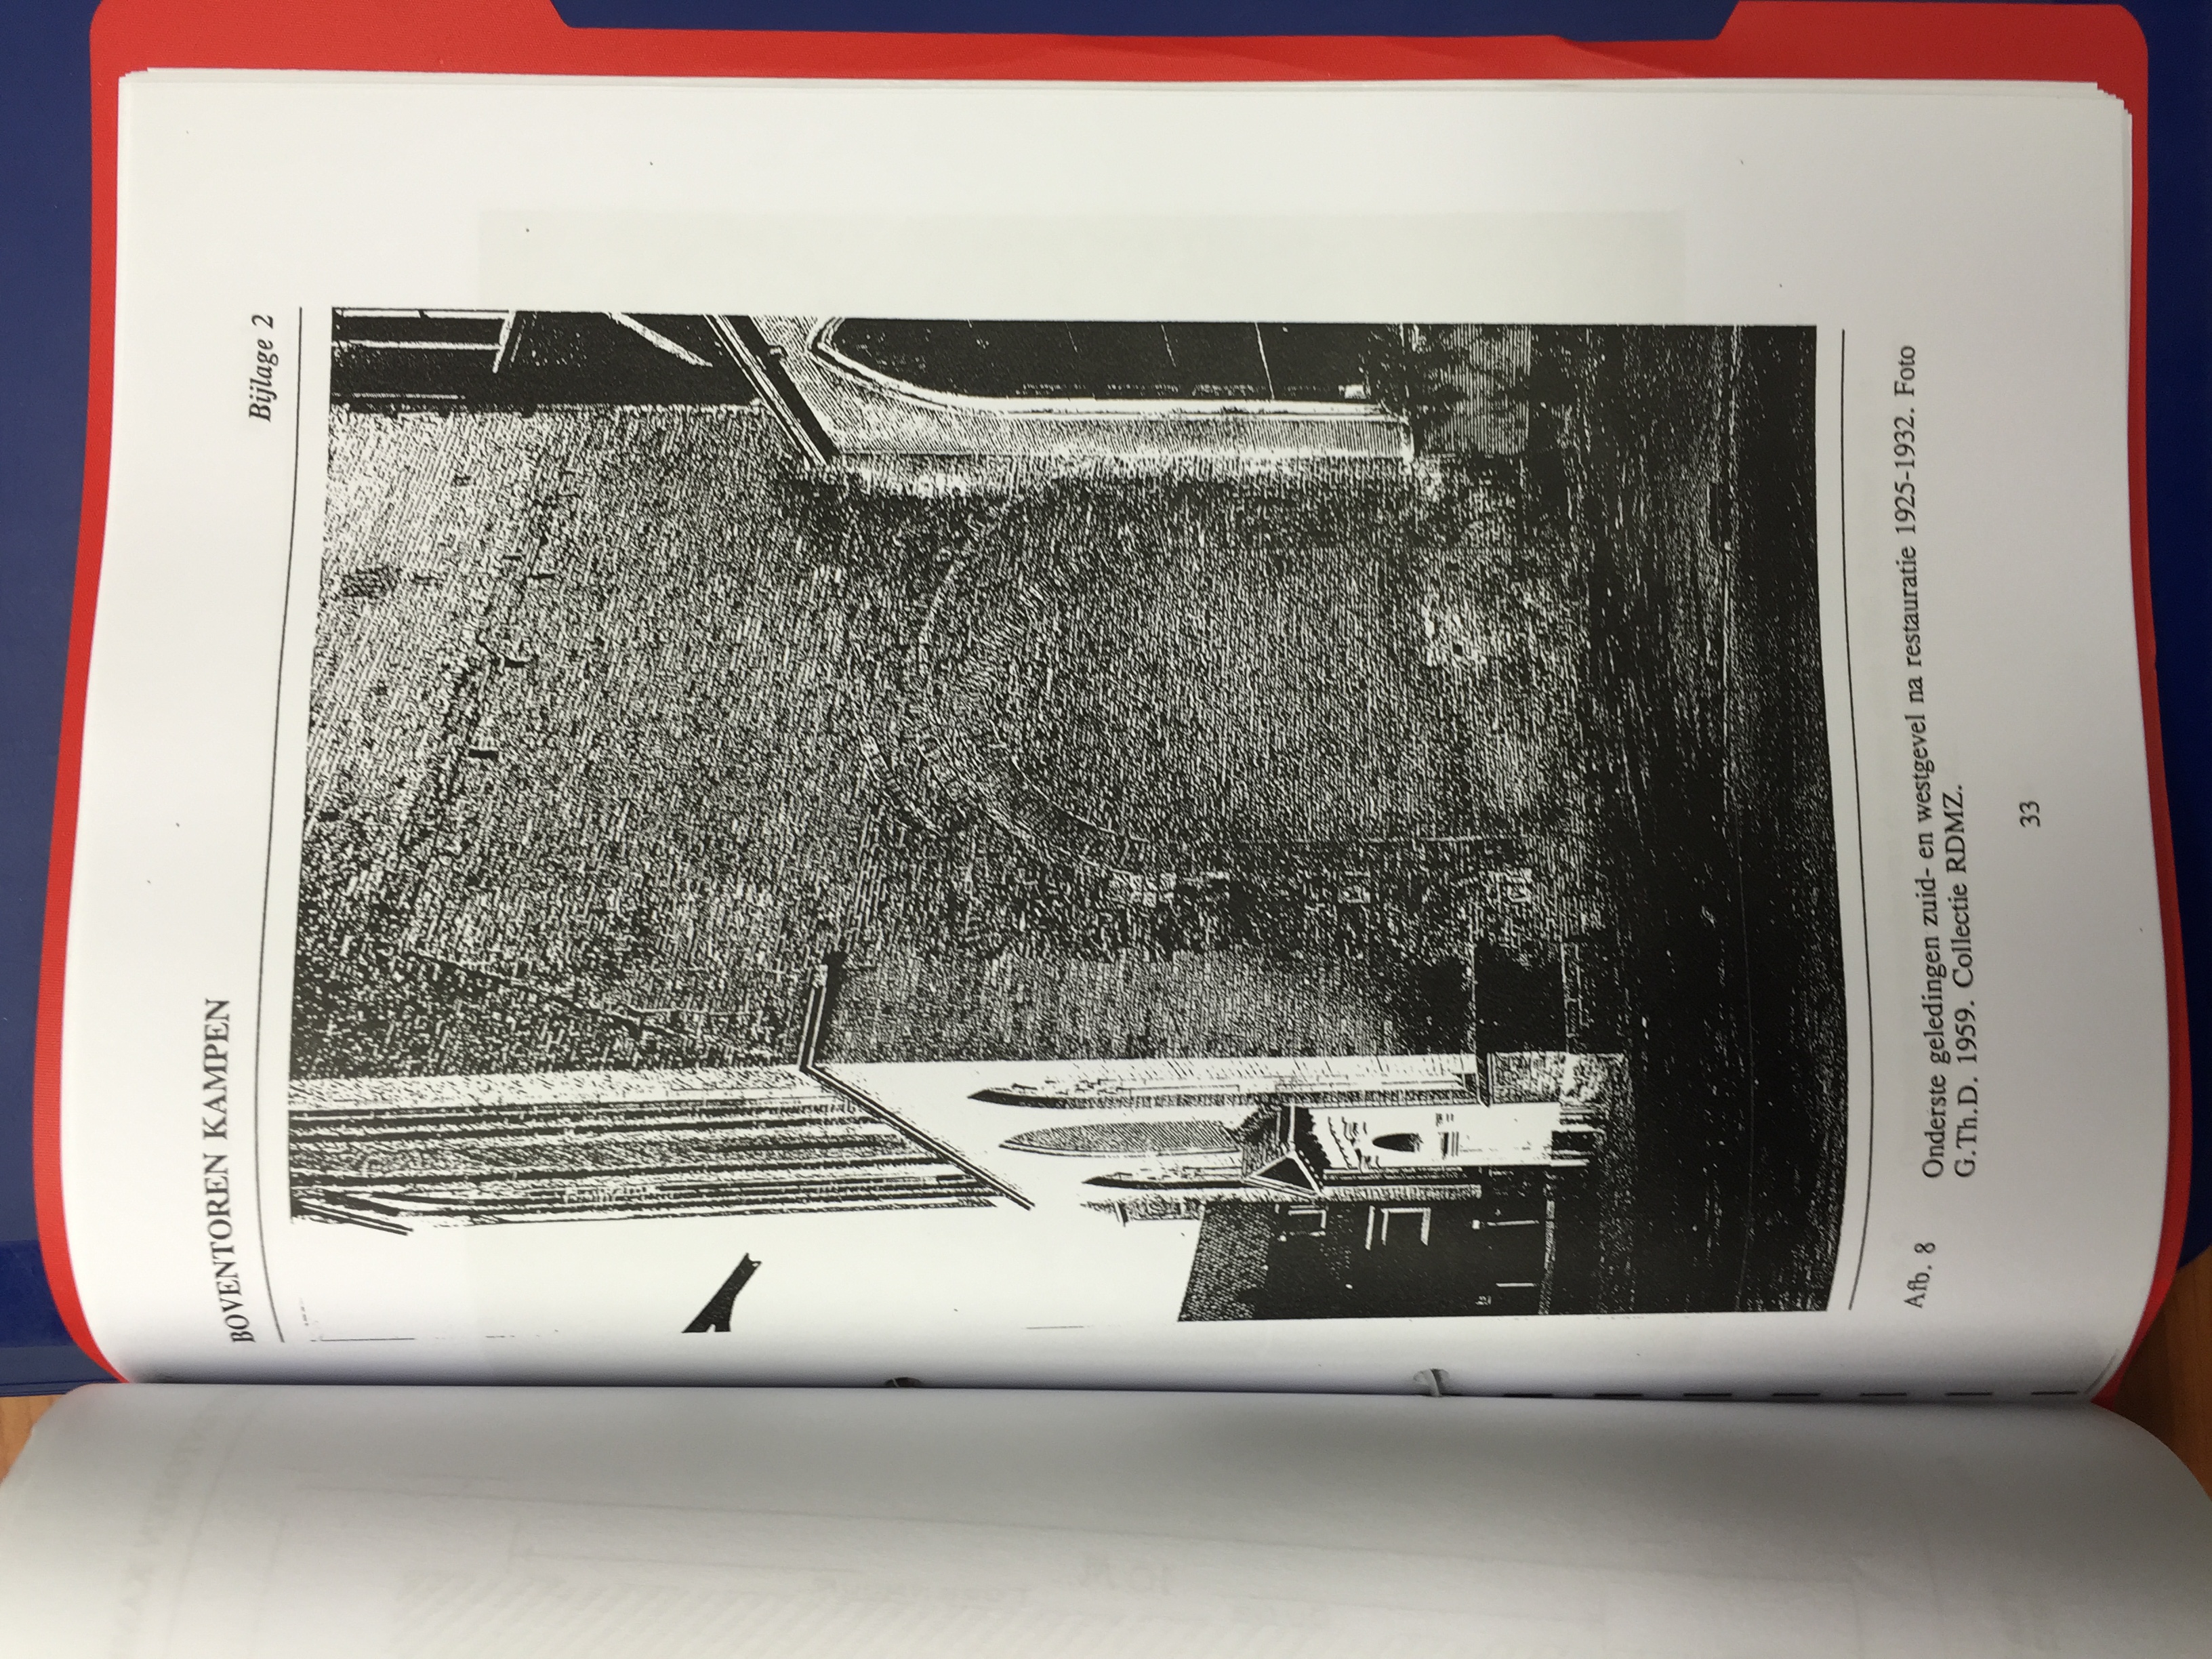 BOVENTOREN KAMPEN
Bijlage 2
Afb. 8 Onderste geledingen zuid- en westgevel na restauratie 1925-1932. Foto
G.Th.D. 1959. Collectie RDMZ.
33